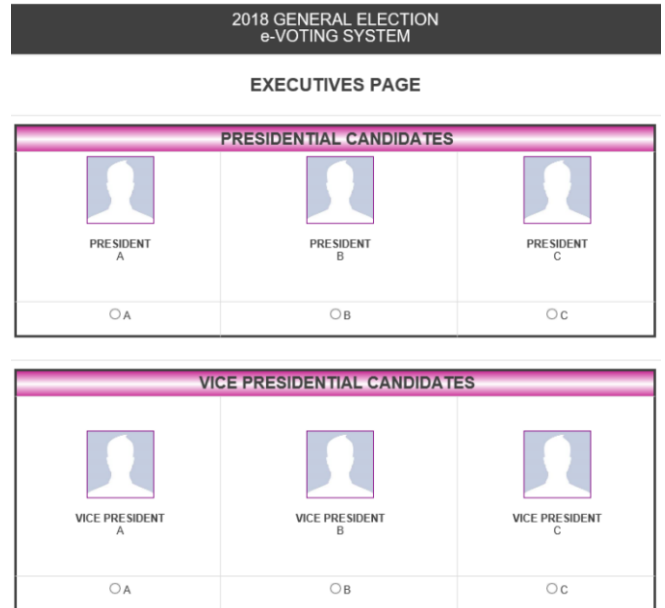 2018 GENERAL ELECTION
e-VOTING SYSTEM
EXECUTIVES PAGE
PRESIDENTIAL CANDIDATES
PRESIDENT PRESIDENT PRESIDENT
A B C
A B C
VICE PRESIDENTIAL CANDIDATES
VICE PRESIDENT VICE PRESIDENT VICE PRESIDENT
A B C
A B C